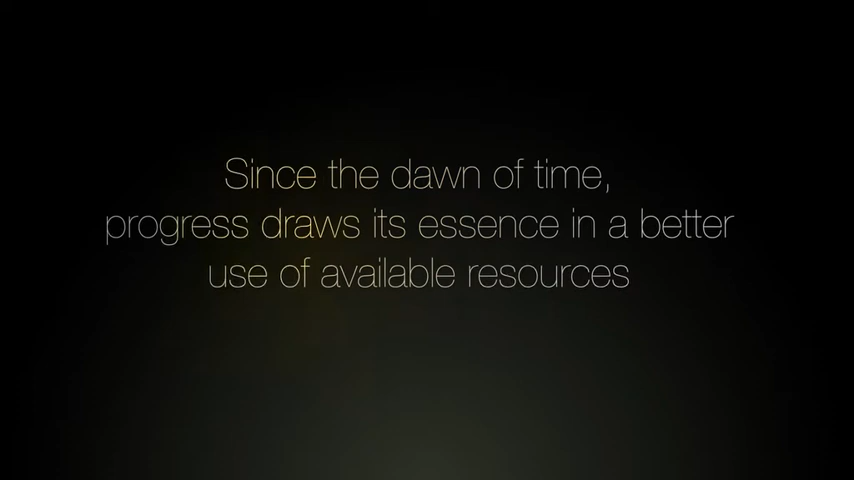 Since the dawn of time,
progress draws its essence in a better
use of available resources